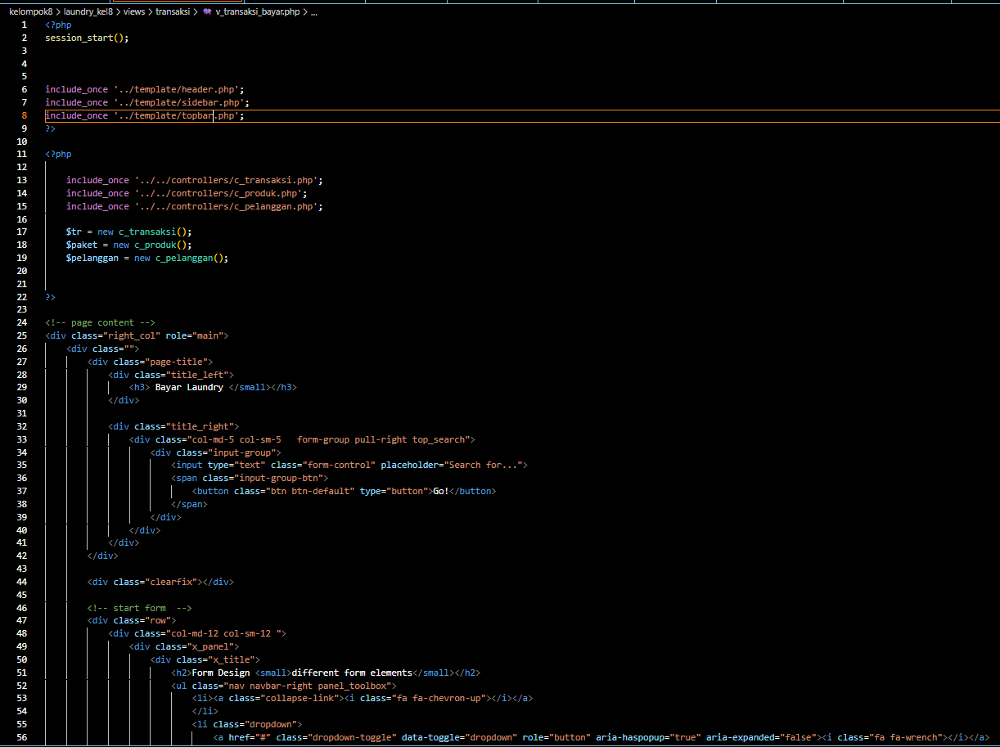 kelompok8 > laundry_kel8 > views > transaksi > v_transaksi_bayar.php > ...
1 <?php
2 session_start();
3
4
5
6 include_once '../template/header.php';
7 include_once '../template/sidebar.php';
8 include_once '../template/topbar.php';
9 ?>
10
11 <?php
12
13     include_once '../../controllers/c_transaksi.php';
14     include_once '../../controllers/c_produk.php';
15     include_once '../../controllers/c_pelanggan.php';
16
17     $tr = new c_transaksi();
18     $paket = new c_produk();
19     $pelanggan = new c_pelanggan();
20
21
22 ?>
23
24 <!-- page content -->
25 <div class="right_col" role="main">
26     <div class="">
27         <div class="page-title">
28             <div class="title_left">
29                 <h3> Bayar Laundry </small></h3>
30             </div>
31
32             <div class="title_right">
33                 <div class="col-md-5 col-sm-5   form-group pull-right top_search">
34                     <div class="input-group">
35                         <input type="text" class="form-control" placeholder="Search for...">
36                         <span class="input-group-btn">
37                             <button class="btn btn-default" type="button">Go!</button>
38                         </span>
39                     </div>
40                 </div>
41             </div>
42         </div>
43
44         <div class="clearfix"></div>
45
46         <!-- start form  -->
47         <div class="row">
48             <div class="col-md-12 col-sm-12 ">
49                 <div class="x_panel">
50                     <div class="x_title">
51                         <h2>Form Design <small>different form elements</small></h2>
52                         <ul class="nav navbar-right panel_toolbox">
53                             <li><a class="collapse-link"><i class="fa fa-chevron-up"></i></a>
54                             </li>
55                             <li class="dropdown">
56                                 <a href="#" class="dropdown-toggle" data-toggle="dropdown" role="button" aria-haspopup="true" aria-expanded="false"><i class="fa fa-wrench"></i></a>